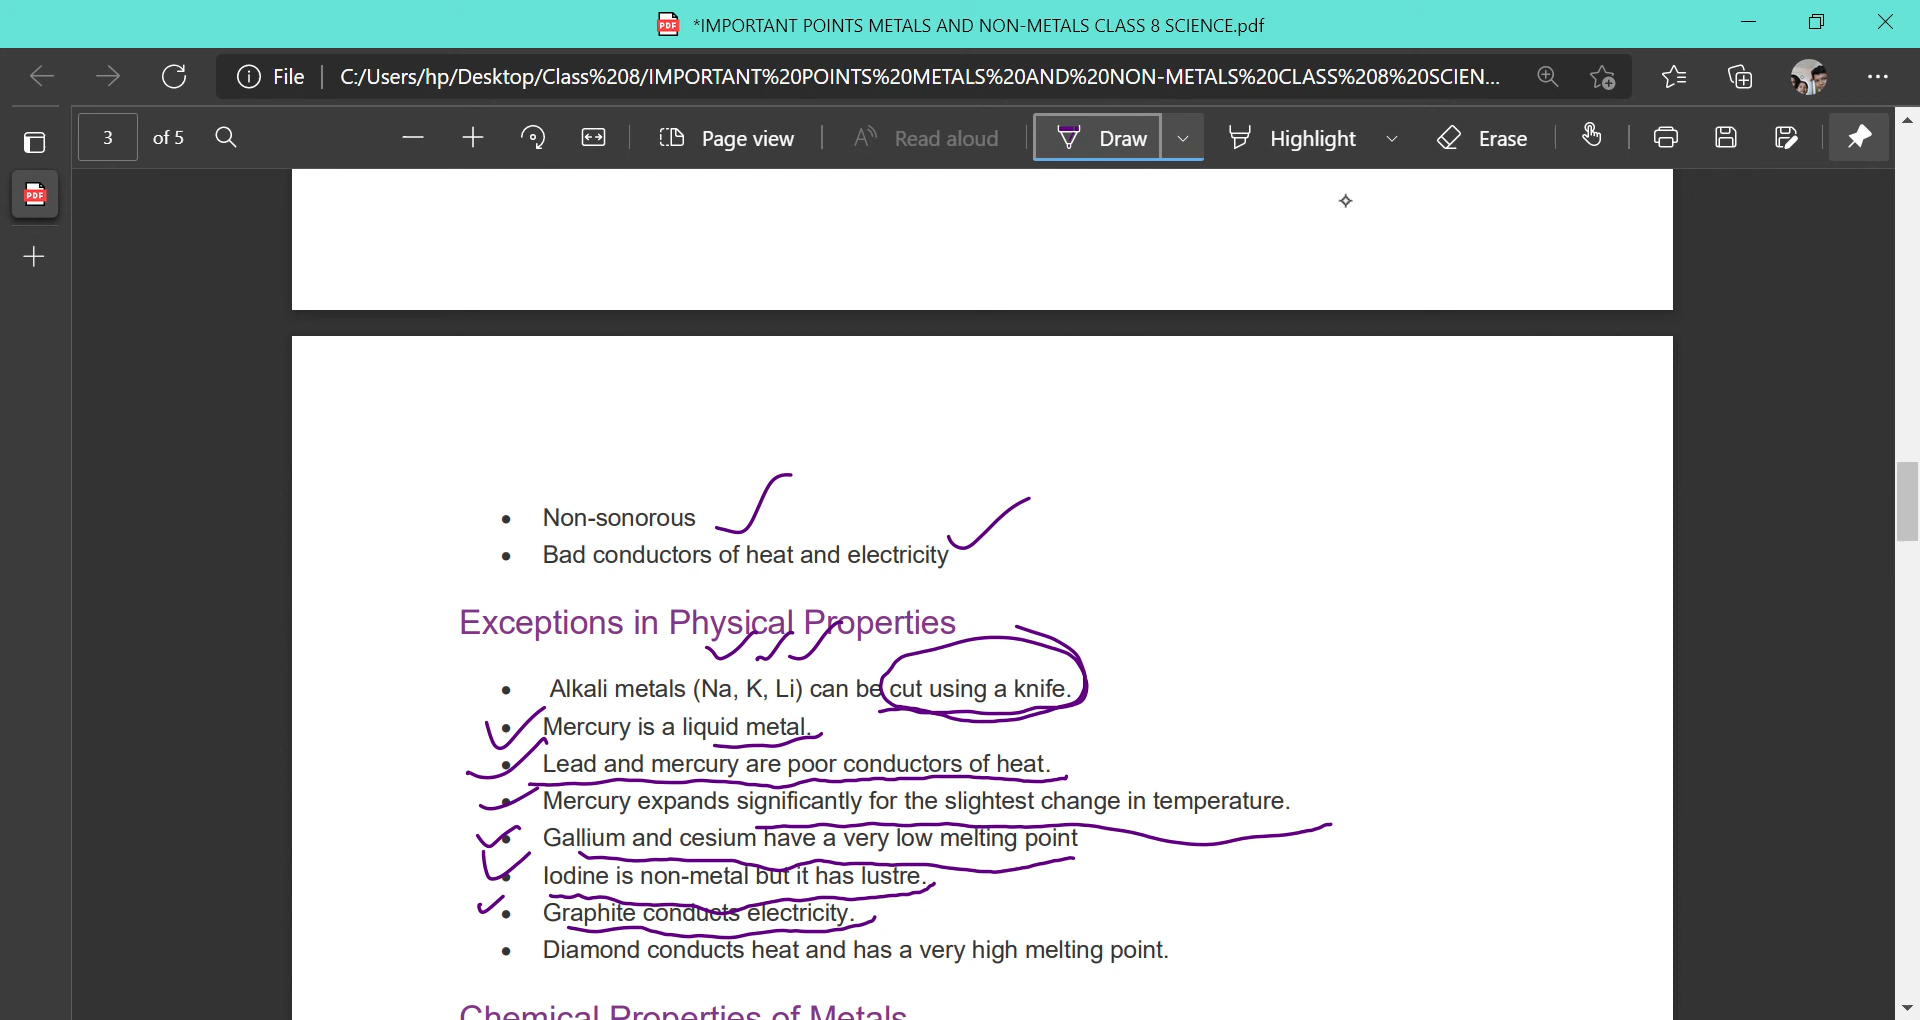 *IMPORTANT POINTS METALS AND NON-METALS CLASS 8 SCIENCE.pdf
File | C:/Users/hp/Desktop/Class%208/IMPORTANT%20POINTS%20METALS%20AND%20NON-METALS%20CLASS%208%20SCIEN...
3 of 5 Page view Read aloud Draw Highlight Erase
PDF
• Non-sonorous
• Bad conductors of heat and electricity
Exceptions in Physical Properties
• Alkali metals (Na, K, Li) can be cut using a knife.
• Mercury is a liquid metal.
• Lead and mercury are poor conductors of heat.
• Mercury expands significantly for the slightest change in temperature.
• Gallium and cesium have a very low melting point
• Iodine is non-metal but it has lustre.
• Graphite conducts electricity.
• Diamond conducts heat and has a very high melting point.
Chemical Properties of Metals